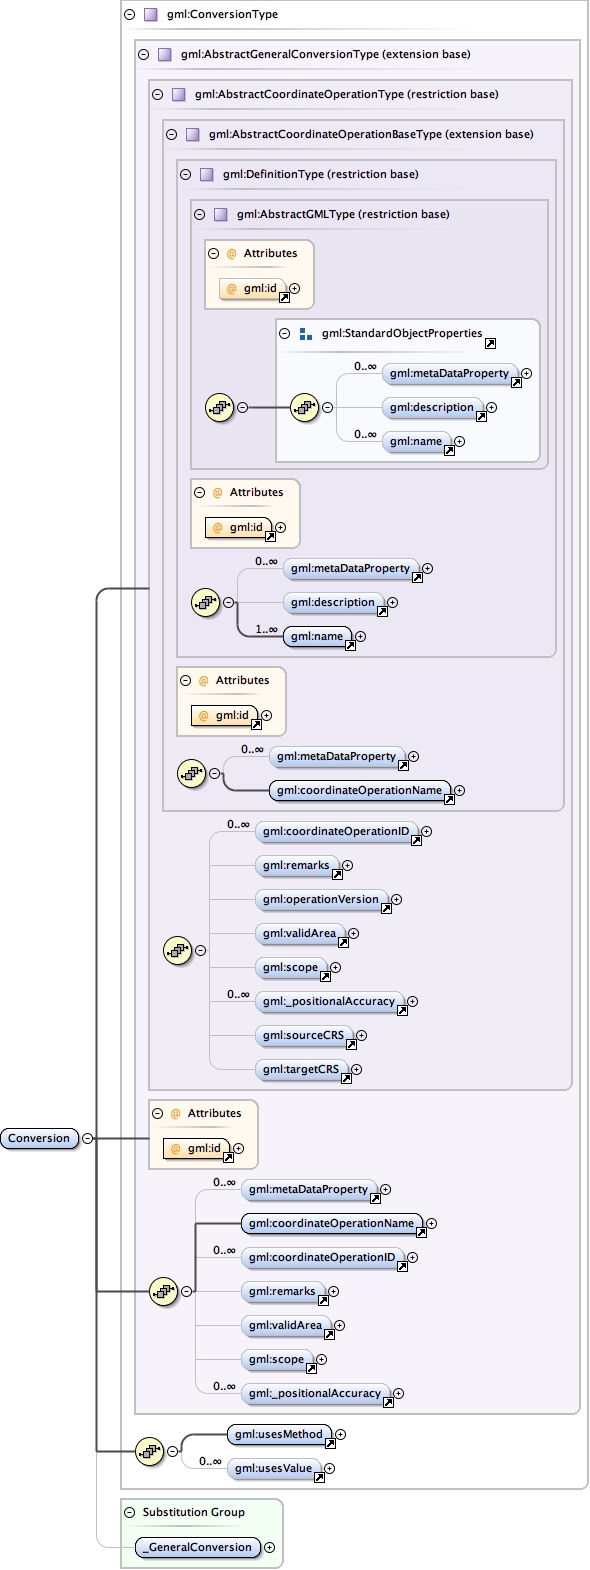 gml:ConversionType
gml:AbstractGeneralConversionType (extension base)
gml:AbstractCoordinateOperationType (restriction base)
gml:AbstractCoordinateOperationBaseType (extension base)
gml:DefinitionType (restriction base)
gml:AbstractGMLType (restriction base)
@ Attributes
@ gml:id
gml:StandardObjectProperties
0..∞ gml:metaDataProperty
gml:description
0..∞ gml:name
@ Attributes
@ gml:id
0..∞ gml:metaDataProperty
gml:description
1..∞ gml:name
@ Attributes
@ gml:id
0..∞ gml:metaDataProperty
gml:coordinateOperationName
0..∞ gml:coordinateOperationID
gml:remarks
gml:operationVersion
gml:validArea
gml:scope
0..∞ gml:_positionalAccuracy
gml:sourceCRS
gml:targetCRS
@ Attributes
Conversion
@ gml:id
0..∞ gml:metaDataProperty
gml:coordinateOperationName
0..∞ gml:coordinateOperationID
gml:remarks
gml:validArea
gml:scope
0..∞ gml:_positionalAccuracy
gml:usesMethod
0..∞ gml:usesValue
Substitution Group
_GeneralConversion